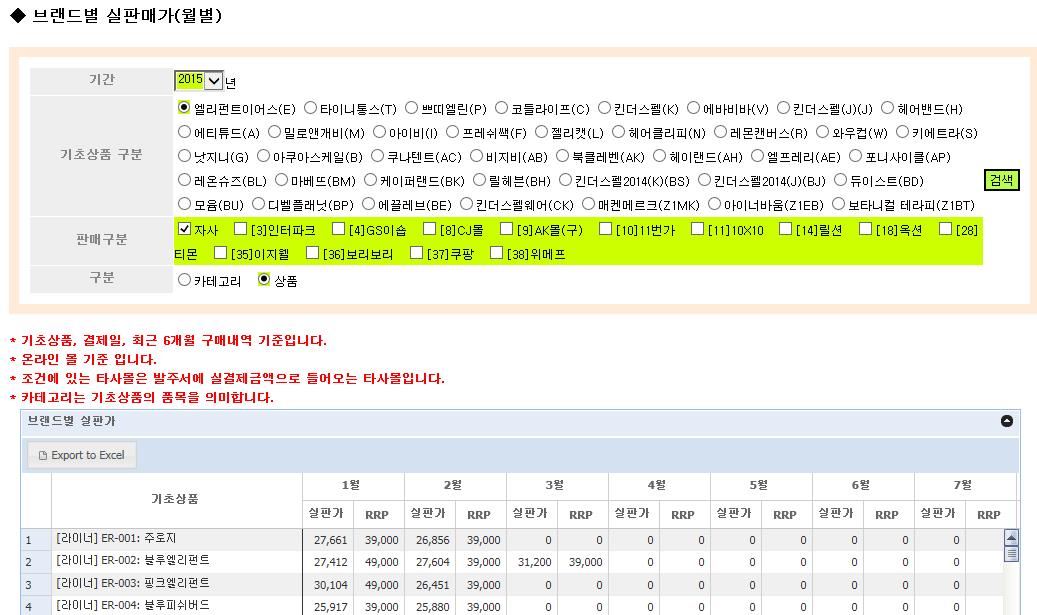 ◆ 브랜드별 실판매가(월별)
기간 2015 년
엘리펀트이어스(E) 타이니통스(T) 쁘띠엘린(P) 코들라이프(C) 킨더스펠(K) 에바비바(V) 킨더스펠(J)(J) 헤어밴드(H)
에티튜드(A) 밀로앤개비(M) 아이비(I) 프레쉬싹(F) 젤리캣(L) 헤어클리피(N) 레몬캔버스(R) 와우컵(W) 키에트라(S)
기초상품 구분 낫지니(G) 아쿠아스케일(B) 쿠나텐트(AC) 비지비(AB) 북클레벤(AK) 헤이랜드(AH) 엘프레리(AE) 포니사이클(AP)
레온슈즈(BL) 마베뜨(BM) 케이퍼랜드(BK) 릴헤븐(BH) 킨더스펠2014(K)(BS) 킨더스펠2014(J)(BJ) 듀이스트(BD) 검색
모윰(BU) 디벨플래넛(BP) 에끌레브(BE) 킨더스펠웨어(CK) 매켄메르크(Z1MK) 아이너바움(Z1EB) 보타니컬 테라피(Z1BT)
판매구분 자사 [3]인터파크 [4]GS이숍 [8]CJ몰 [9]AK몰(구) [10]11번가 [11]10X10 [14]릴션 [18]옥션 [28]
티몬 [35]이지웰 [36]보리보리 [37]쿠팡 [38]위메프
구분 카테고리 상품
* 기초상품, 결제일, 최근 6개월 구매내역 기준입니다.
* 온라인 몰 기준 입니다.
* 조건에 있는 타사몰은 발주서에 실결제금액으로 들어오는 타사몰입니다.
* 카테고리는 기초상품의 품목을 의미합니다.
브랜드별 실판가
Export to Excel
기초상품 1월 2월 3월 4월 5월 6월 7월
실판가 RRP 실판가 RRP 실판가 RRP 실판가 RRP 실판가 RRP 실판가 RRP 실판가 RRP
1 [라이너] ER-001: 주로지 27,661 39,000 26,856 39,000 0 0 0 0 0 0 0 0 0
2 [라이너] ER-002: 블루엘리펀트 27,412 49,000 27,604 39,000 31,200 39,000 0 0 0 0 0 0 0
3 [라이너] ER-003: 핑크엘리펀트 30,104 49,000 26,451 39,000 0 0 0 0 0 0 0 0 0
4 [라이너] ER-004: 블루피쉬버드 25,917 39,000 25,880 39,000 0 0 0 0 0 0 0 0 0